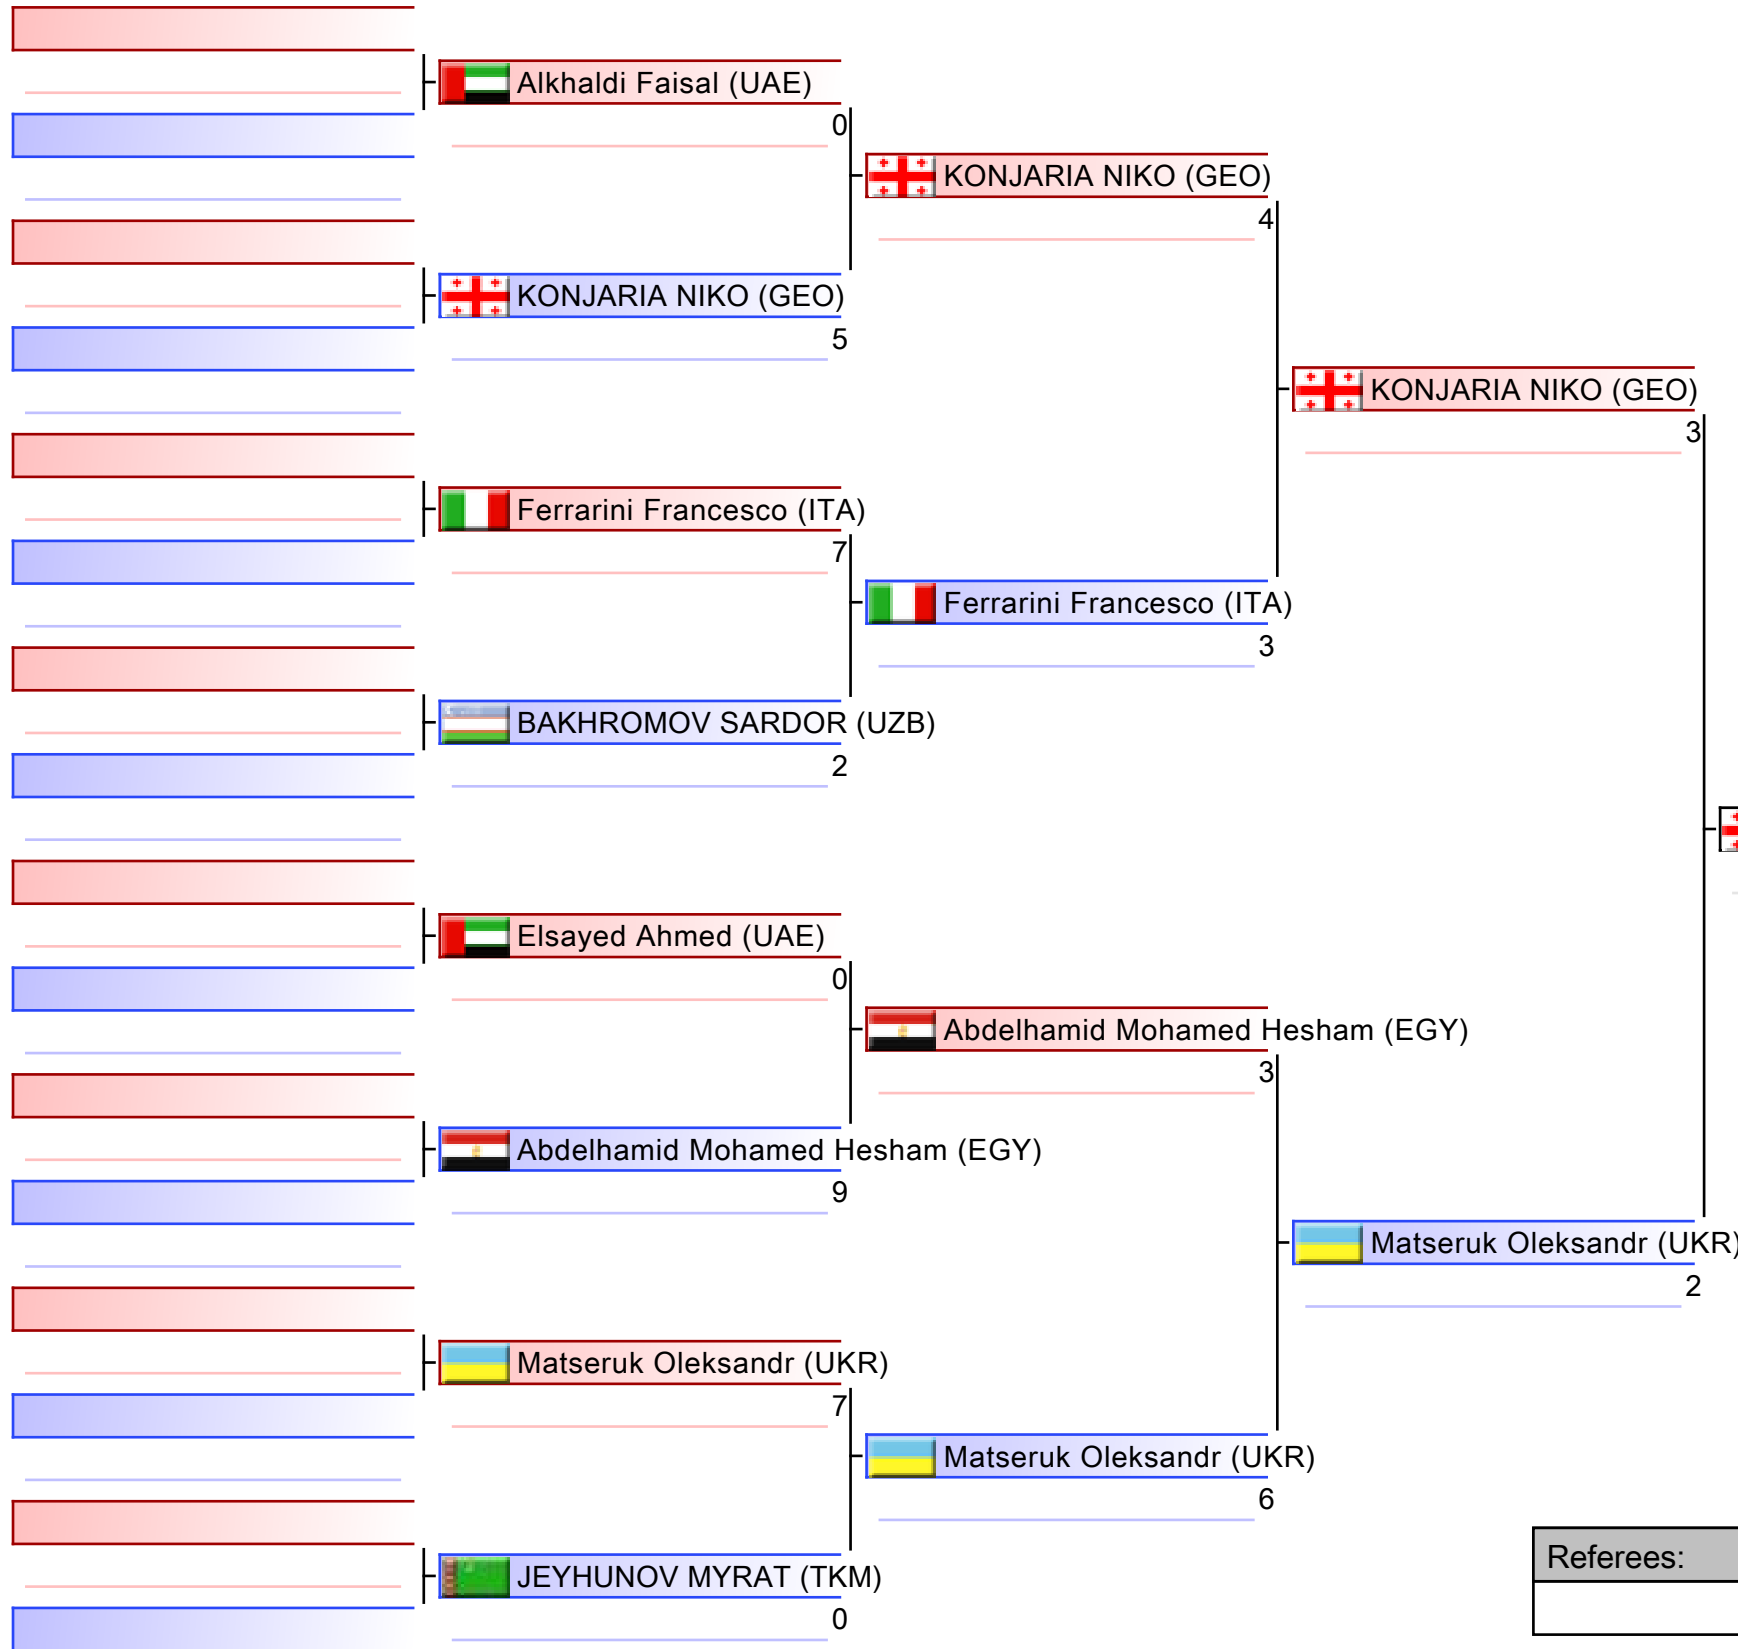 Alkhaldi Faisal (UAE)
0
KONJARIA NIKO (GEO)
4
KONJARIA NIKO (GEO)
5
KONJARIA NIKO (GEO)
3
Ferrarini Francesco (ITA)
7
Ferrarini Francesco (ITA)
3
BAKHROMOV SARDOR (UZB)
2
Elsayed Ahmed (UAE)
0
Abdelhamid Mohamed Hesham (EGY)
3
Abdelhamid Mohamed Hesham (EGY)
9
Matseruk Oleksandr (UKR)
2
Matseruk Oleksandr (UKR)
7
Matseruk Oleksandr (UKR)
6
Referees:
JEYHUNOV MYRAT (TKM)
0